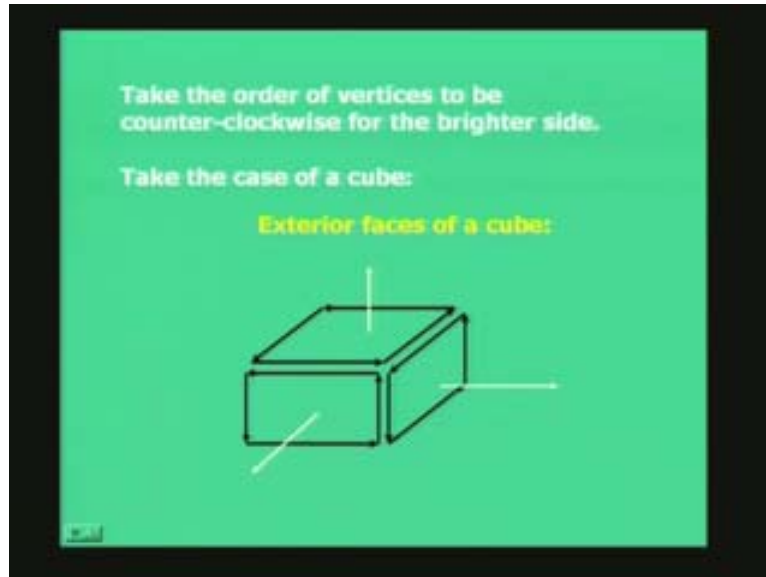 Take the order of vertices to be
counter-clockwise for the brighter side.
Take the case of a cube:
Exterior faces of a cube: